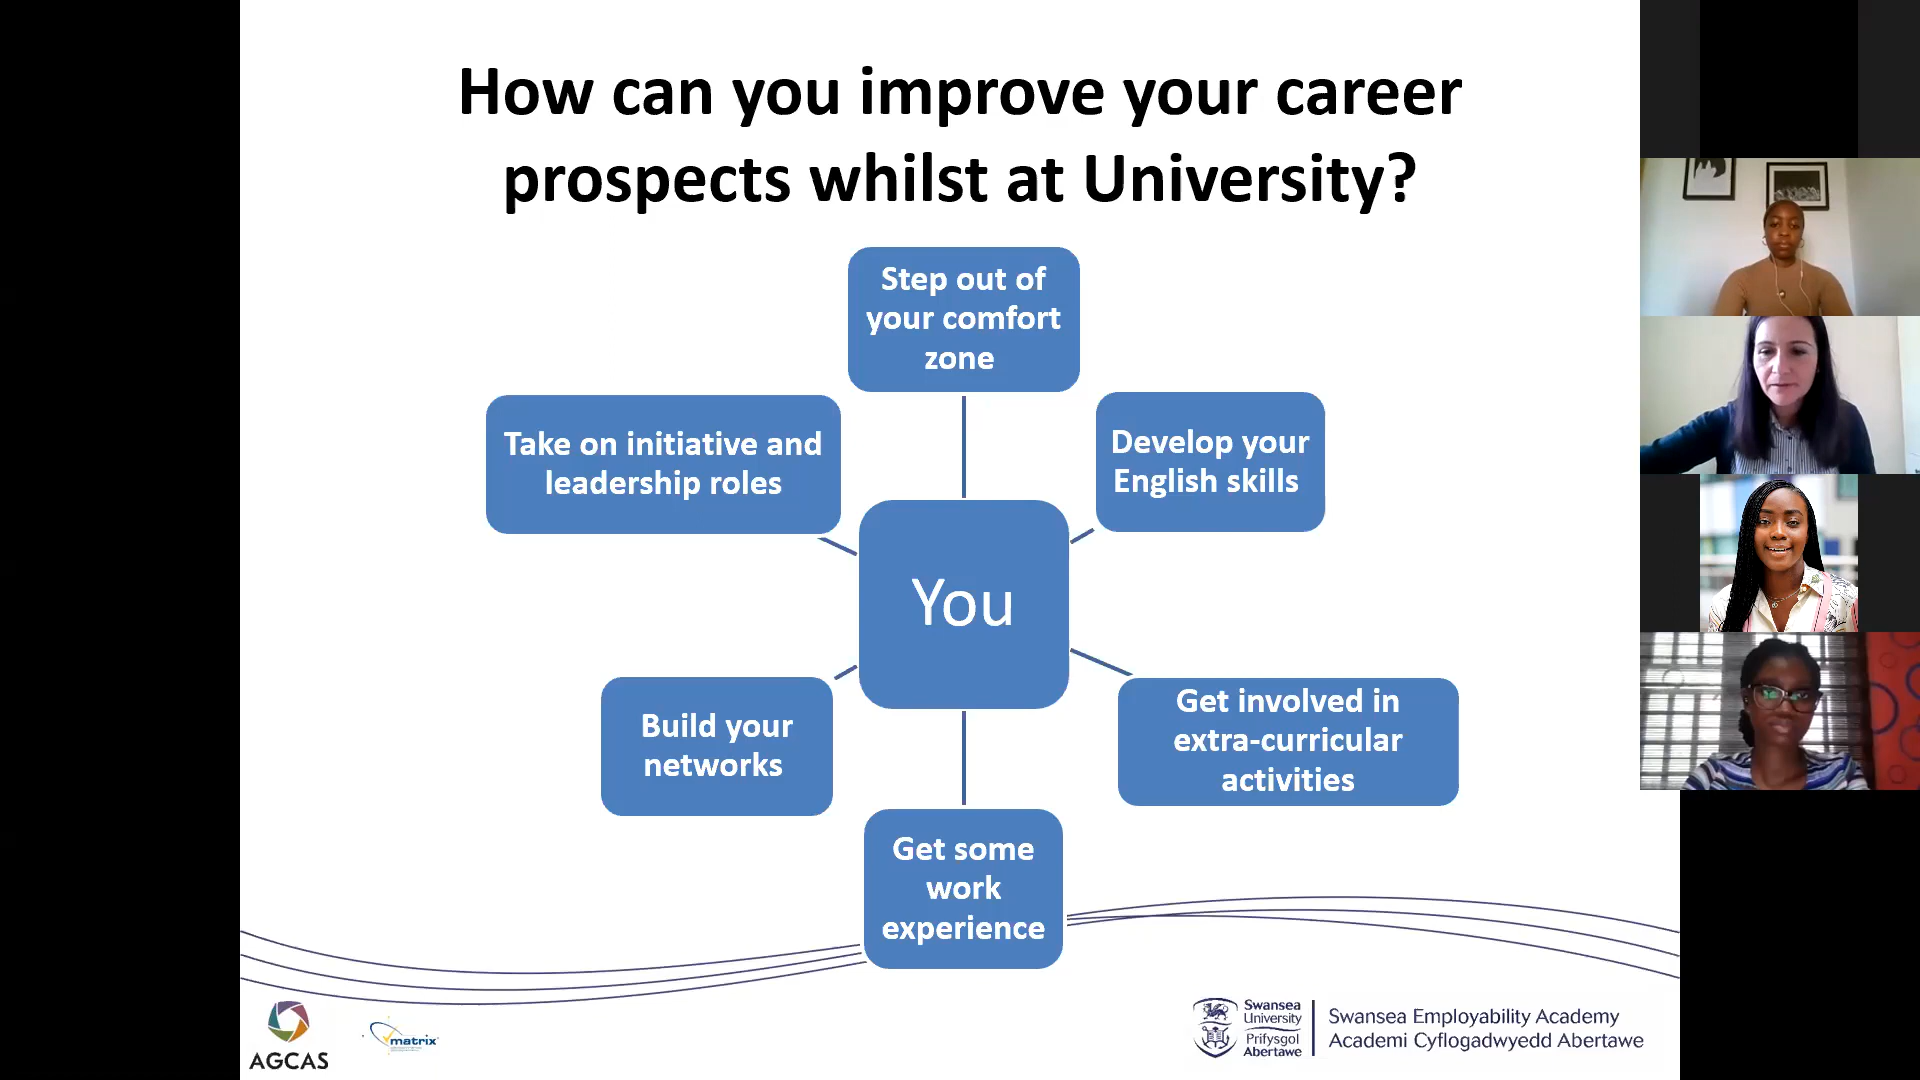 How can you improve your career
prospects whilst at University?
Step out of
your comfort
zone
Take on initiative and
leadership roles
Develop your
English skills
You
Build your
networks
Get involved in
extra-curricular
activities
Get some
work
experience
AGCAS
matrix
Swansea
University
Prifysgol
Abertawe
Swansea Employability Academy
Academi Cyflogadwyedd Abertawe